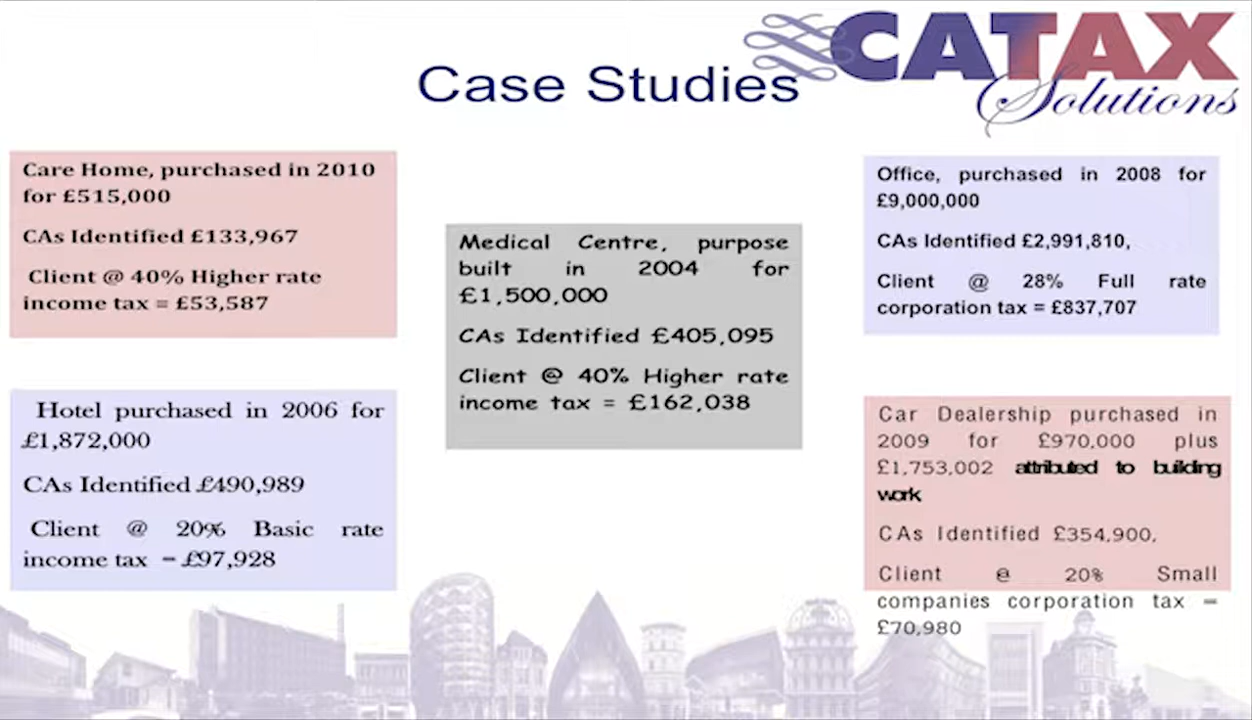 CATAX
Solutions
Case Studies
Care Home, purchased in 2010
for £515,000
CAs Identified £133,967
Client @ 40% Higher rate
income tax = £53,587
Hotel purchased in 2006 for
£1,872,000
CAs Identified £490,989
Client @ 20% Basic rate
income tax = £97,928
Medical Centre, purpose
built in 2004 for
£1,500,000
CAs Identified £405,095
Client @ 40% Higher rate
income tax = £162,038
Office, purchased in 2008 for
£9,000,000
CAs Identified £2,991,810,
Client @ 28% Full rate
corporation tax = £837,707
Car Dealership purchased in
2009 for £970,000 plus
£1,753,002 attributed to building
work
CAs Identified £354,900,
Client @ 20% Small
companies corporation tax =
£70,980